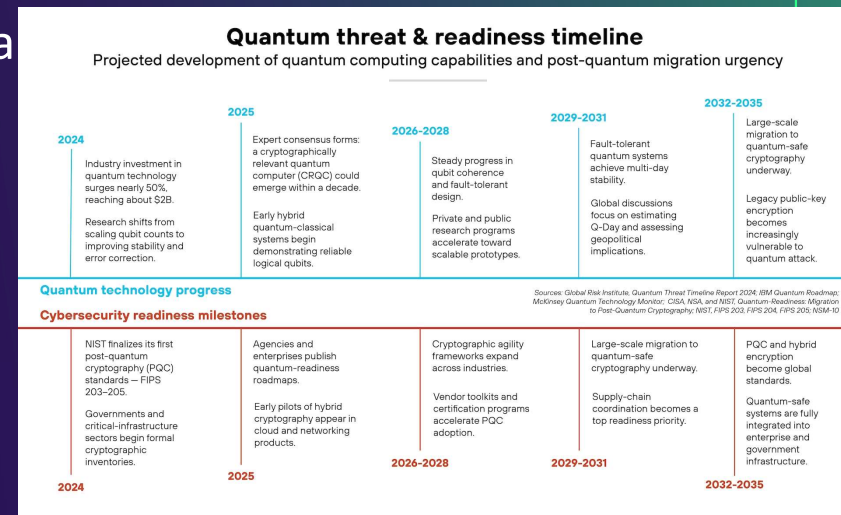 a
Quantum threat & readiness timeline
Projected development of quantum computing capabilities and post-quantum migration urgency
2024
Industry investment in
quantum technology
surges nearly 50%,
reaching about $2B.
Research shifts from
scaling qubit counts to
improving stability and
error correction.
2025
Expert consensus forms:
a cryptographically
relevant quantum
computer (CRQC) could
emerge within a decade.
Early hybrid
quantum-classical
systems begin
demonstrating reliable
logical qubits.
2026-2028
Steady progress in
qubit coherence
and fault-tolerant
design.
Private and public
research programs
accelerate toward
scalable prototypes.
2029-2031
Fault-tolerant
quantum systems
achieve multi-day
stability.
Global discussions
focus on estimating
Q-Day and assessing
geopolitical
implications.
2032-2035
Large-scale
migration to
quantum-safe
cryptography
underway.
Legacy public-key
encryption
becomes
increasingly
vulnerable to
quantum attack.
Quantum technology progress
Sources: Global Risk Institute, Quantum Threat Timeline Report 2024; IBM Quantum Roadmap;
McKinsey Quantum Technology Monitor; CISA, NSA, and NIST, Quantum-Readiness: Migration
to Post-Quantum Cryptography; NIST, FIPS 203, FIPS 204, FIPS 205; NSM-10
Cybersecurity readiness milestones
NIST finalizes its first
post-quantum
cryptography (PQC)
standards — FIPS
203–205.
Governments and
critical-infrastructure
sectors begin formal
cryptographic
inventories.
2024
Agencies and
enterprises publish
quantum-readiness
roadmaps.
Early pilots of hybrid
cryptography appear in
cloud and networking
products.
2025
Cryptographic agility
frameworks expand
across industries.
Vendor toolkits and
certification programs
accelerate PQC
adoption.
2026-2028
Large-scale migration to
quantum-safe
cryptography underway.
Supply-chain
coordination becomes a
top readiness priority.
2029-2031
PQC and hybrid
encryption
become global
standards.
Quantum-safe
systems are fully
integrated into
enterprise and
government
infrastructure.
2032-2035